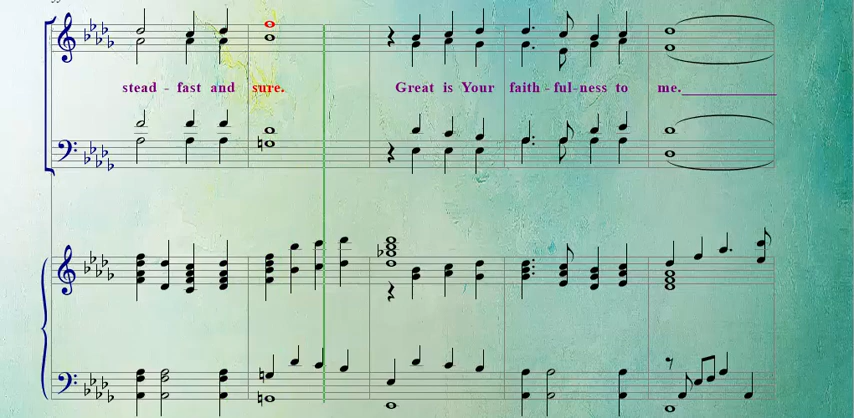 stead - fast and sure. Great is Your faith - ful - ness to me.